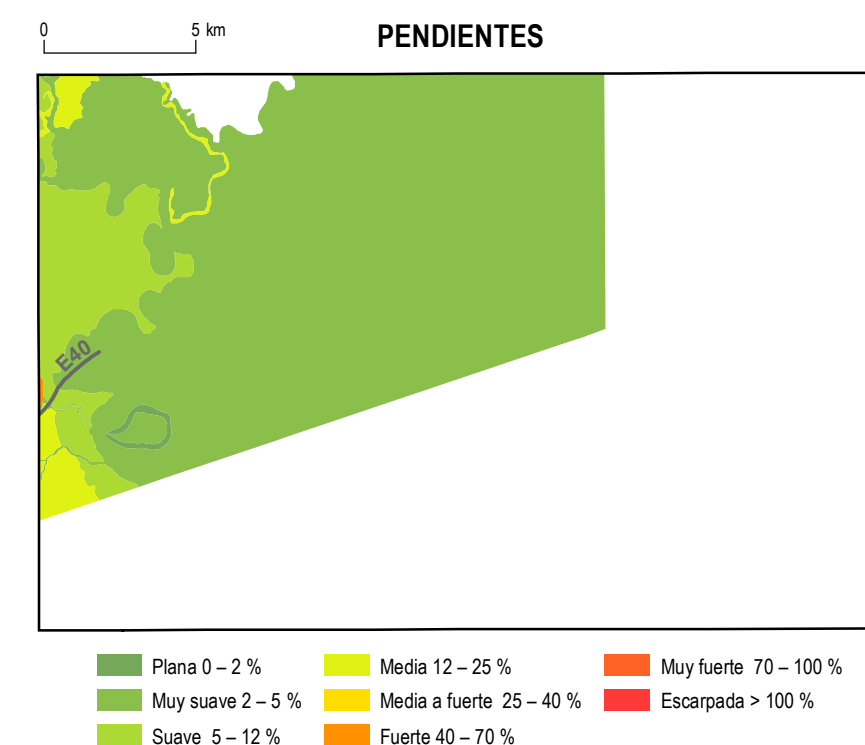 0 5 km
PENDIENTES
E40
Plana 0 – 2 %
Muy suave 2 – 5 %
Suave 5 – 12 %
Media 12 – 25 %
Media a fuerte 25 – 40 %
Fuerte 40 – 70 %
Muy fuerte 70 – 100 %
Escarpada > 100 %